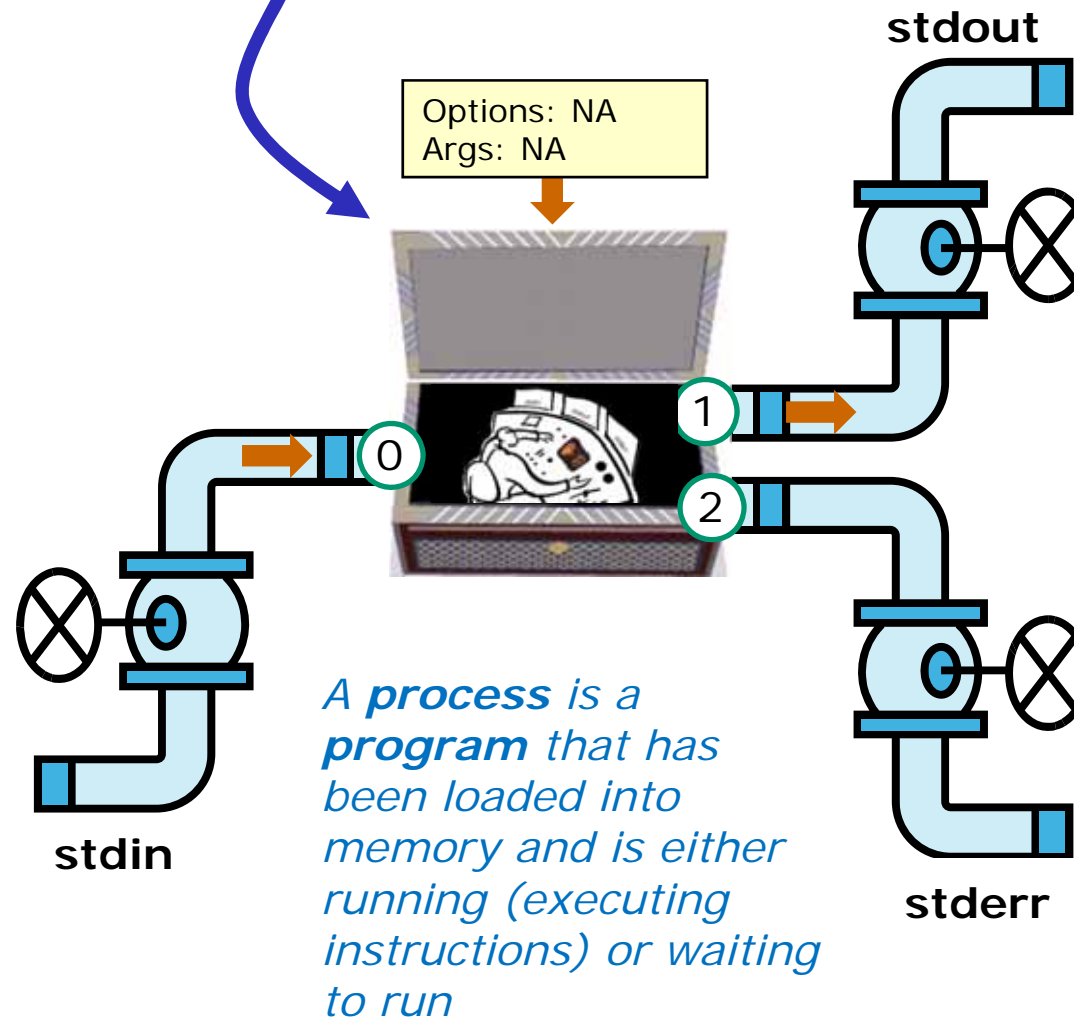 stdout
Options: NA
Args: NA
1
0
2
A process is a
program that has
been loaded into
memory and is either
running (executing
instructions) or waiting
to run
stdin
stderr